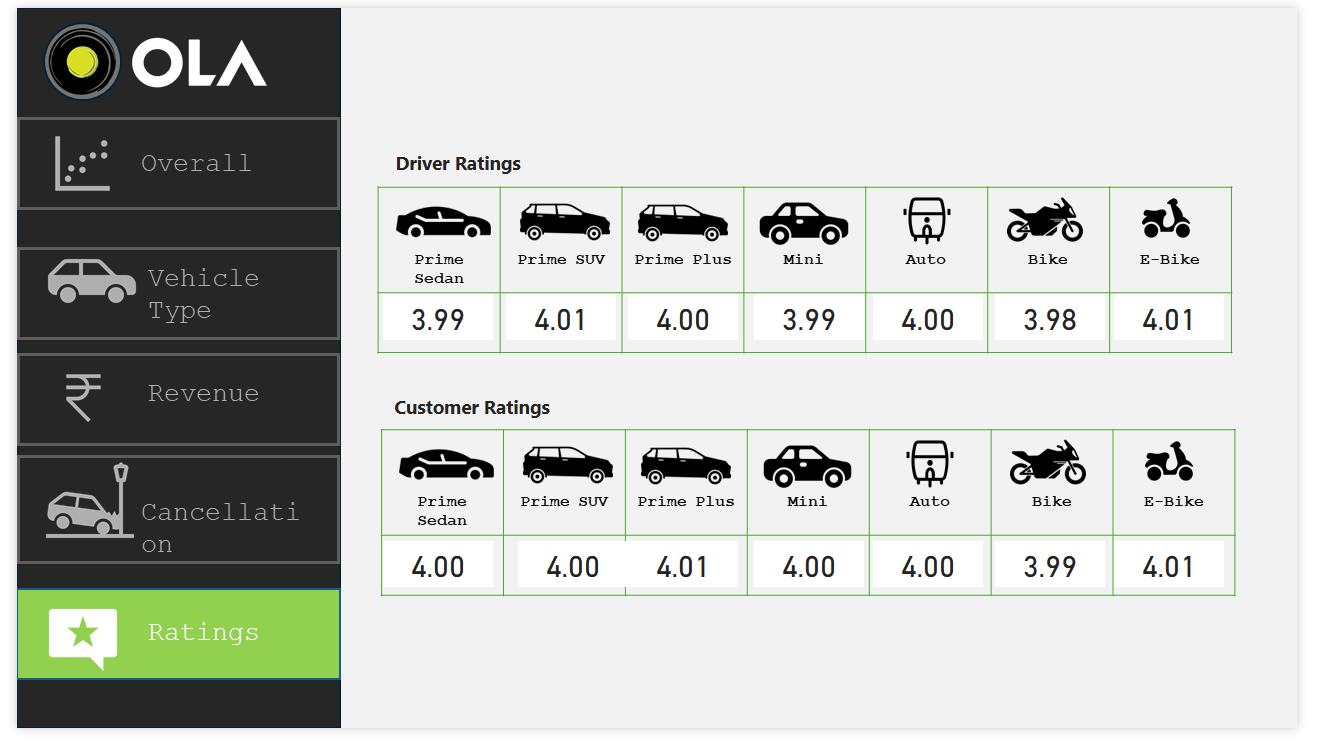 OLA
Overall
Vehicle
Type
Revenue
Cancellati
on
Ratings
Driver Ratings
Prime
Sedan
Prime SUV
Prime Plus
Mini
Auto
Bike
E-Bike
3.99
4.01
4.00
3.99
4.00
3.98
4.01
Customer Ratings
Prime
Sedan
Prime SUV
Prime Plus
Mini
Auto
Bike
E-Bike
4.00
4.00
4.01
4.00
4.00
3.99
4.01